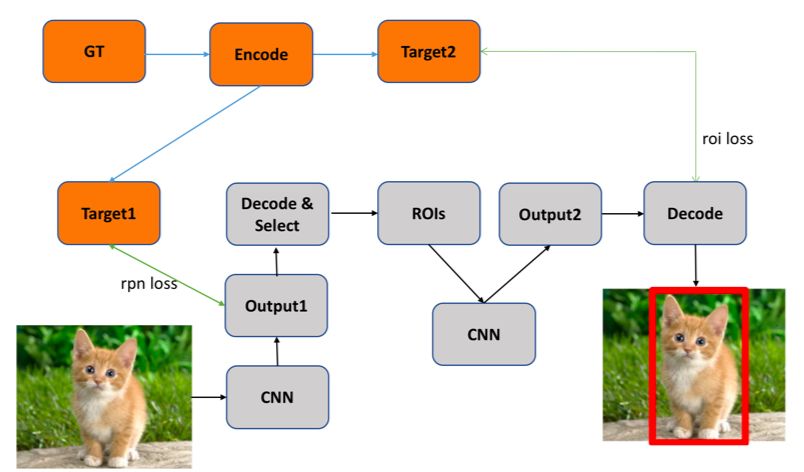 GT
Encode
Target2
roi loss
Target1
Decode &
Select
ROIs
Output2
Decode
rpn loss
Output1
CNN
CNN